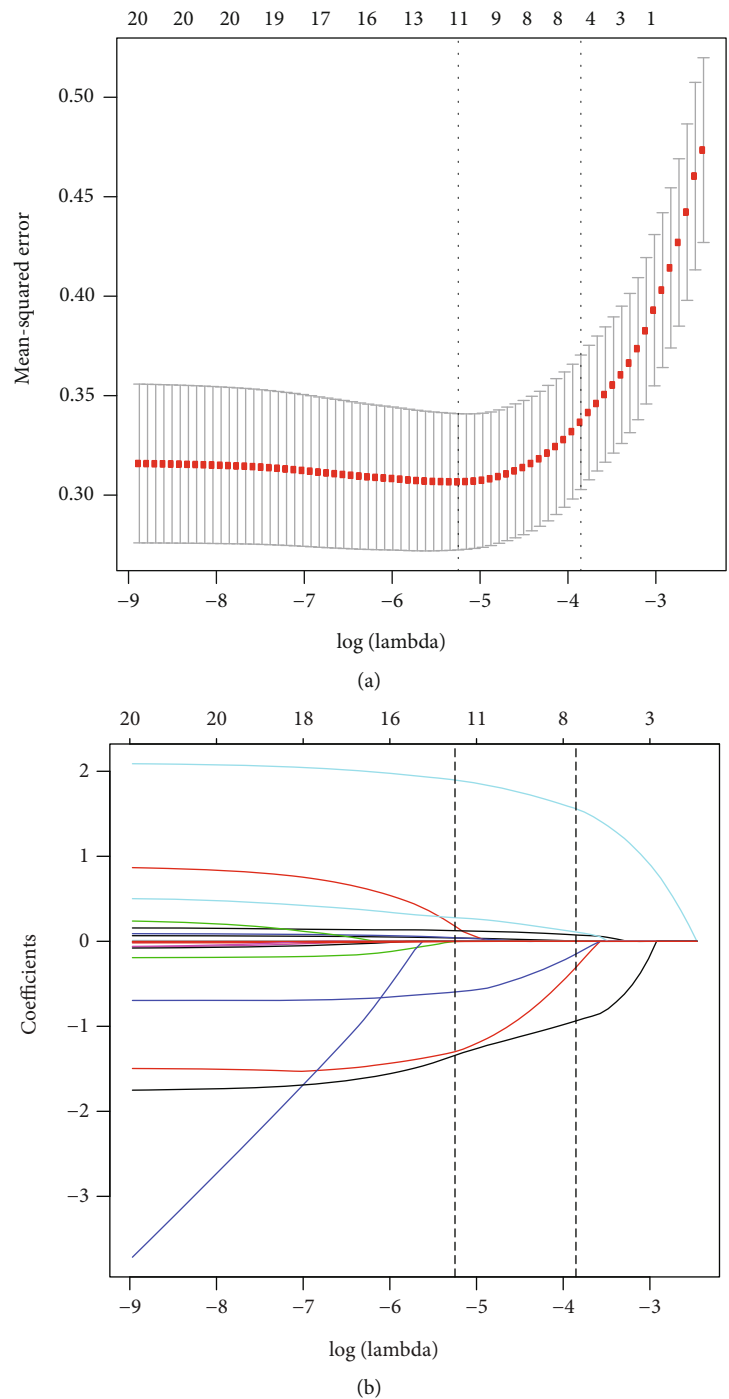 20 20 20 19 17 16 13 11 9 8 8 4 3 1
0.50
0.45
0.40
0.35
0.30
Mean-squared error
−9 −8 −7 −6 −5 −4 −3
log (lambda)
(a)
20 20 18 16 11 8 3
2
1
0
−1
−2
−3
Coefficients
−9 −8 −7 −6 −5 −4 −3
log (lambda)
(b)